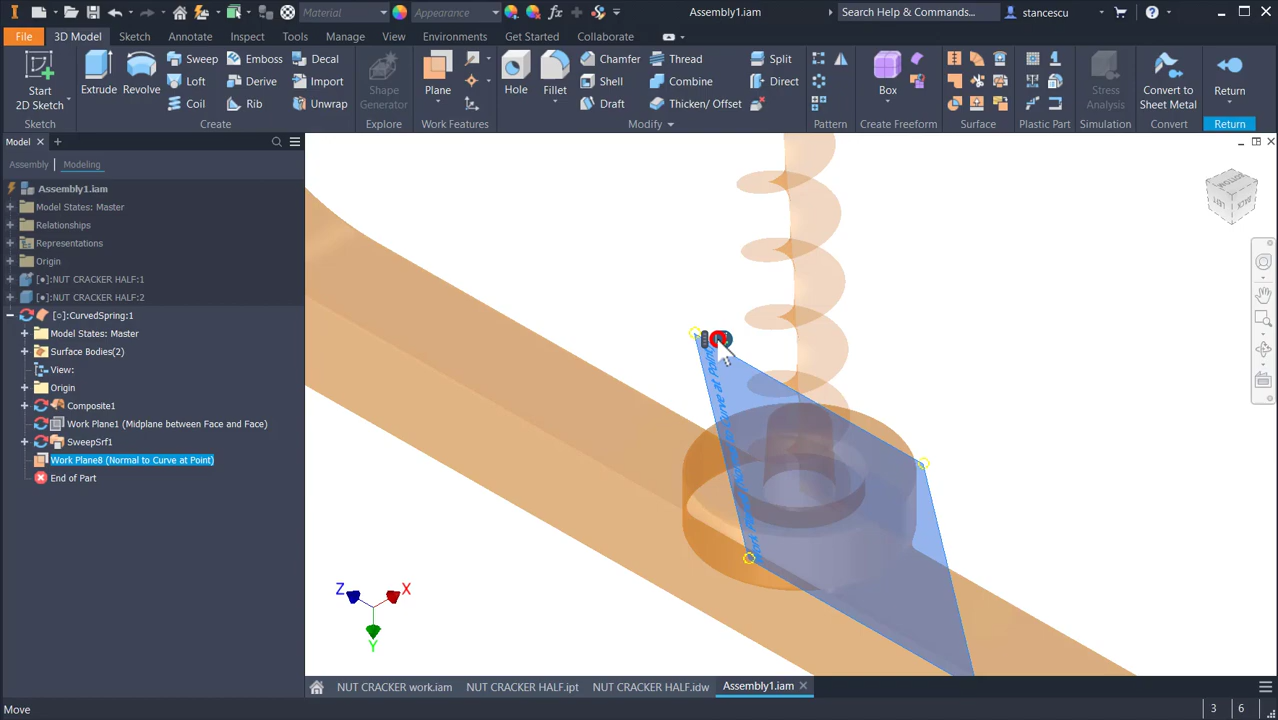 Material
Appearance
Assembly1.iam
Search Help & Commands...
stancescu
File
3D Model
Sketch
Annotate
Inspect
Tools
Manage
View
Environments
Get Started
Collaborate
Start
2D Sketch
Sketch
Extrude
Revolve
Sweep
Loft
Coil
Emboss
Derive
Rib
Decal
Import
Unwrap
Create
Shape
Generator
Explore
Plane
Work Features
Hole
Fillet
Chamfer
Shell
Draft
Thread
Combine
Thicken/ Offset
Split
Direct
Modify
Pattern
Box
Create Freeform
Surface
Plastic Part
Stress
Analysis
Simulation
Convert to
Sheet Metal
Convert
Return
Return
Model
Assembly
Modeling
Assembly1.iam
Model States: Master
Relationships
Representations
Origin
[●]:NUT CRACKER HALF:1
[●]:NUT CRACKER HALF:2
[○]:CurvedSpring:1
Model States: Master
Surface Bodies(2)
View:
Origin
Composite1
Work Plane1 (Midplane between Face and Face)
SweepSrf1
Work Plane8 (Normal to Curve at Point)
End of Part
Z
X
Y
NUT CRACKER work.iam
NUT CRACKER HALF.ipt
NUT CRACKER HALF.idw
Assembly1.iam
Move
3
6